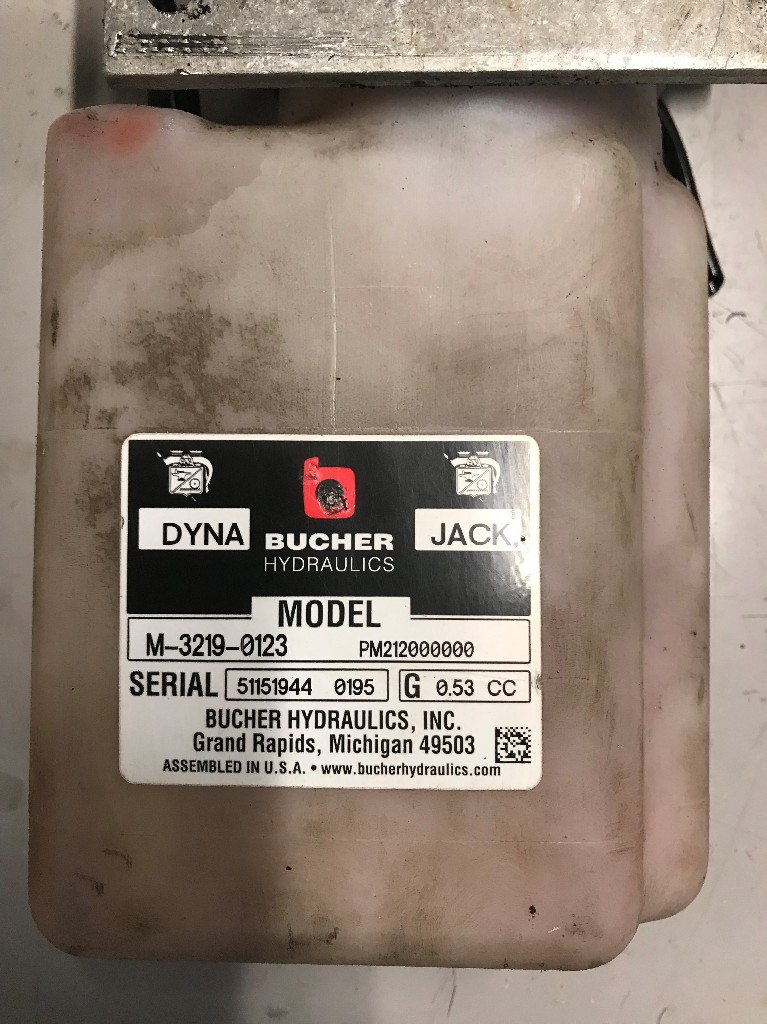 DYNA
BUCHER
HYDRAULICS
JACK,
MODEL
M-3219-0123 PM212000000
SERIAL 51151944 0195 G 0.53 CC
BUCHER HYDRAULICS, INC.
Grand Rapids, Michigan 49503
ASSEMBLED IN U.S.A. • www.bucherhydraulics.com